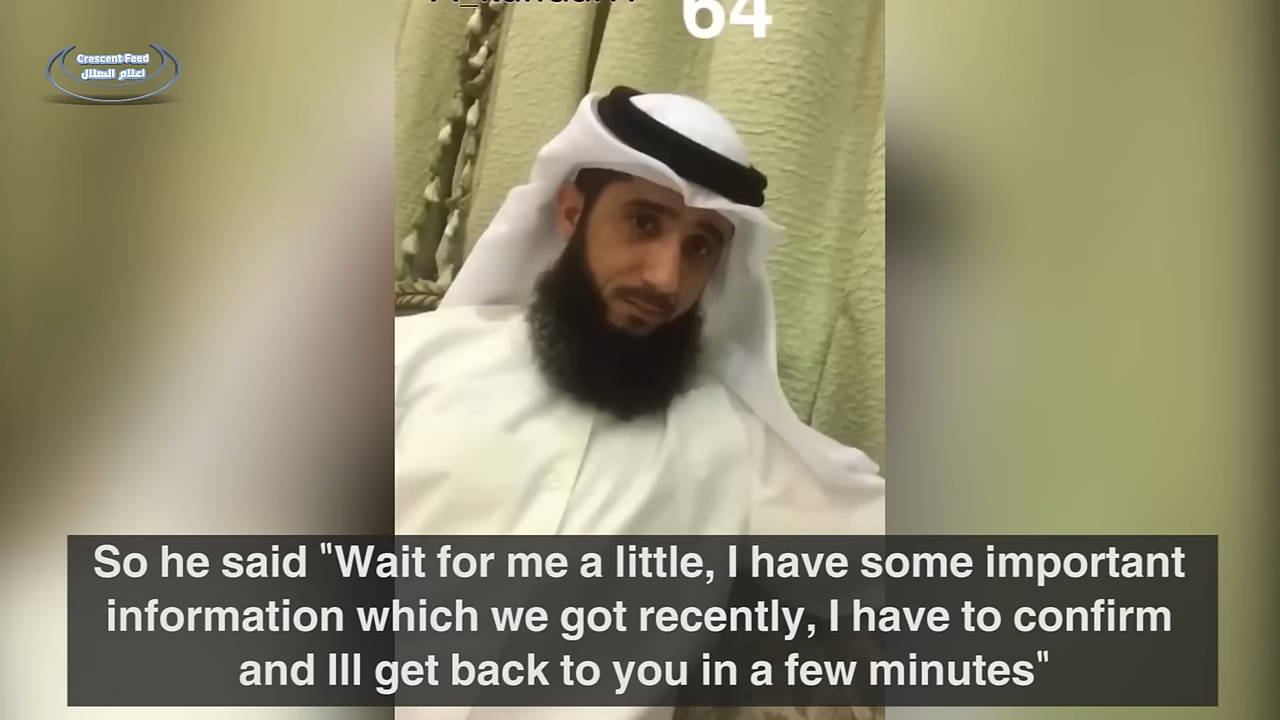 64
Crescent Feed
اعلام الهلال
So he said "Wait for me a little, I have some important
information which we got recently, I have to confirm
and Ill get back to you in a few minutes"